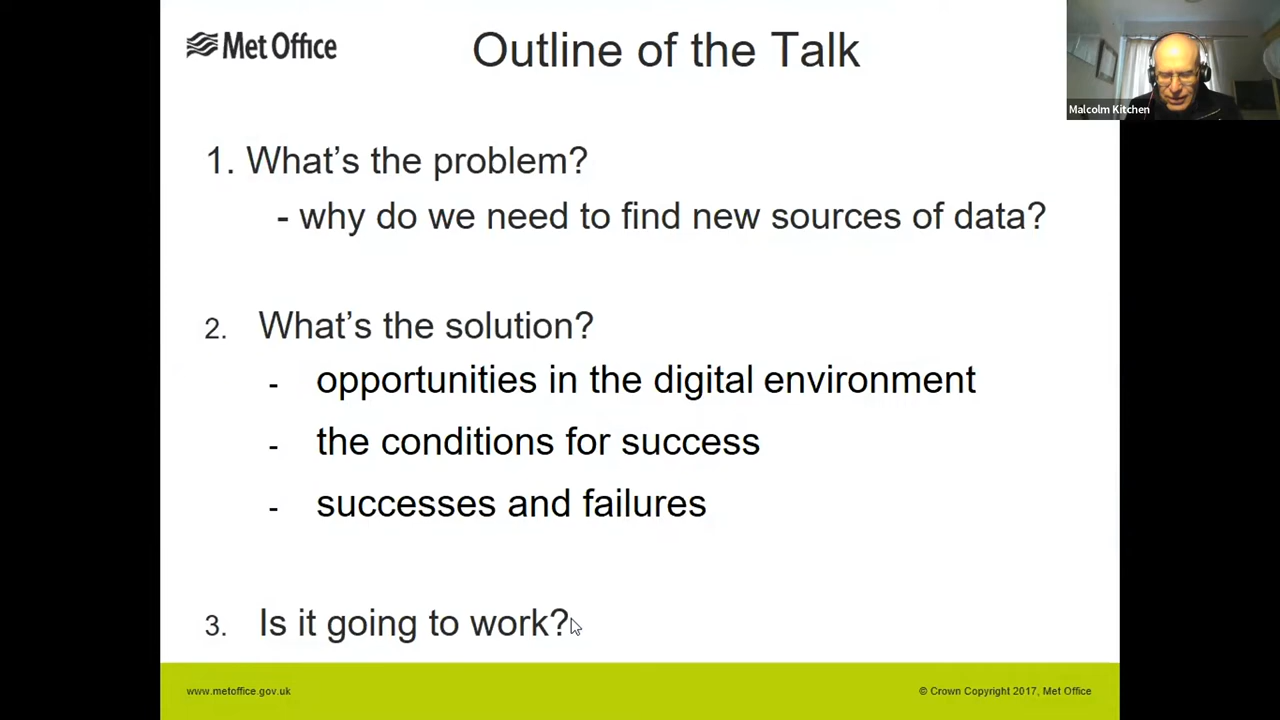 Met Office
Outline of the Talk
Malcolm Kitchen
1. What's the problem?
- why do we need to find new sources of data?
2. What's the solution?
- opportunities in the digital environment
- the conditions for success
- successes and failures
3. Is it going to work?
www.metoffice.gov.uk
© Crown Copyright 2017, Met Office